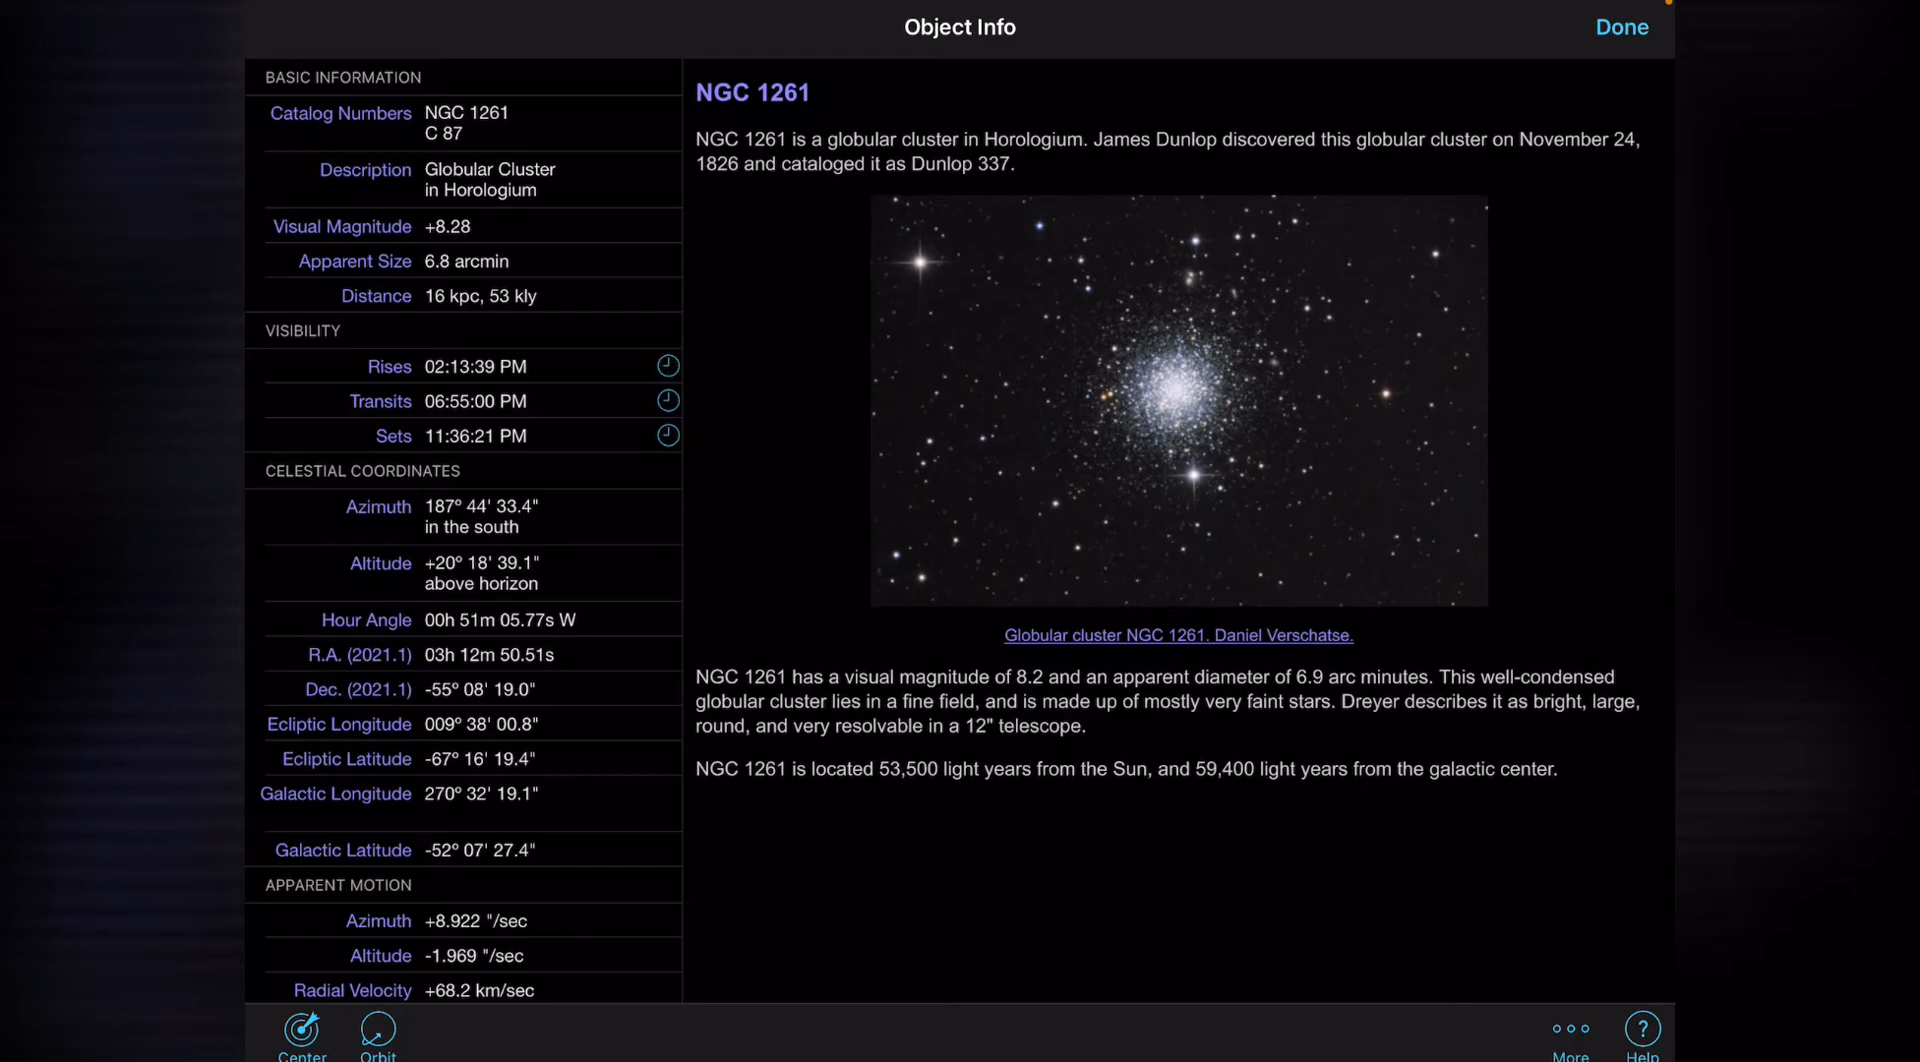 Object Info
Done
BASIC INFORMATION
Catalog Numbers NGC 1261
C 87
Description Globular Cluster
in Horologium
Visual Magnitude +8.28
Apparent Size 6.8 arcmin
Distance 16 kpc, 53 kly
VISIBILITY
Rises 02:13:39 PM
Transits 06:55:00 PM
Sets 11:36:21 PM
CELESTIAL COORDINATES
Azimuth 187° 44' 33.4"
in the south
Altitude +20° 18' 39.1"
above horizon
Hour Angle 00h 51m 05.77s W
R.A. (2021.1) 03h 12m 50.51s
Dec. (2021.1) -55° 08' 19.0"
Ecliptic Longitude 009° 38' 00.8"
Ecliptic Latitude -67° 16' 19.4"
Galactic Longitude 270° 32' 19.1"
Galactic Latitude -52° 07' 27.4"
APPARENT MOTION
Azimuth +8.922 "/sec
Altitude -1.969 "/sec
Radial Velocity +68.2 km/sec
NGC 1261
NGC 1261 is a globular cluster in Horologium. James Dunlop discovered this globular cluster on November 24,
1826 and cataloged it as Dunlop 337.
Globular cluster NGC 1261. Daniel Verschatse.
NGC 1261 has a visual magnitude of 8.2 and an apparent diameter of 6.9 arc minutes. This well-condensed
globular cluster lies in a fine field, and is made up of mostly very faint stars. Dreyer describes it as bright, large,
round, and very resolvable in a 12" telescope.
NGC 1261 is located 53,500 light years from the Sun, and 59,400 light years from the galactic center.
Center
Orbit
More
? Help